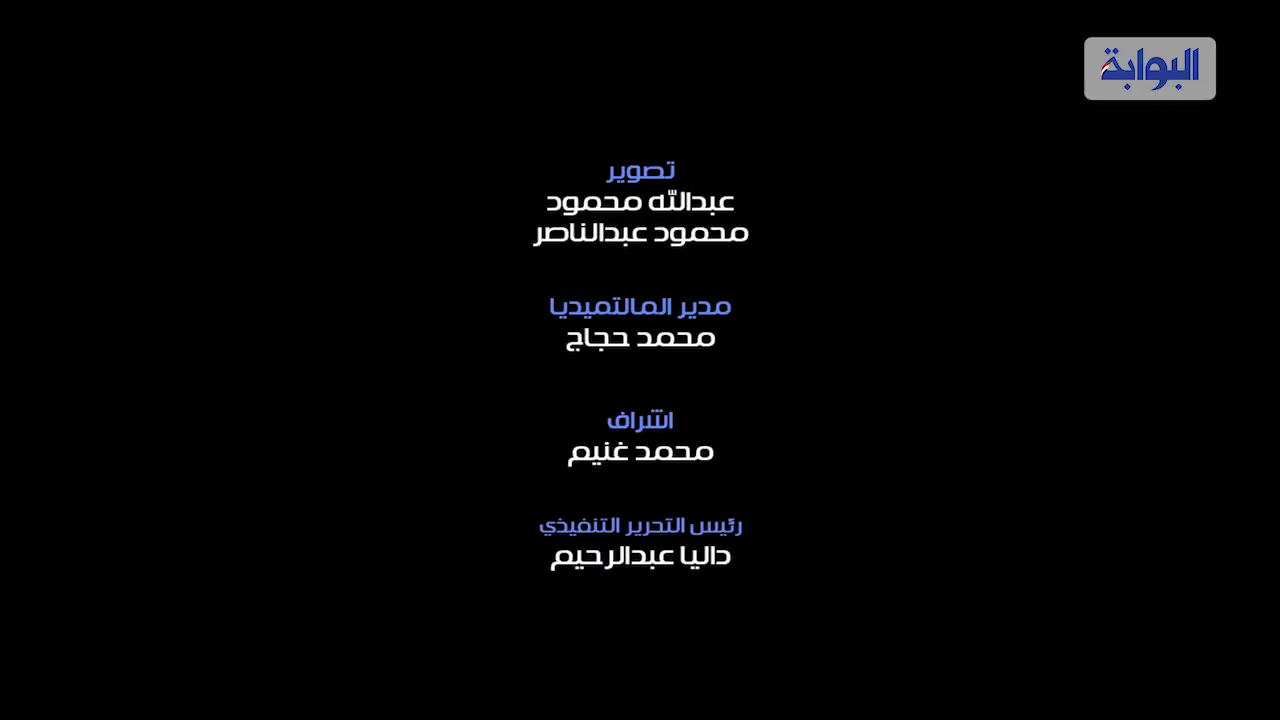 البوابة
تصوير
عبدالله محمود
محمود عبدالناصر
مدير المالتميديا
محمد حجاج
اشراف
محمد غنيم
رئيس التحرير التنفيذي
داليا عبدالرحيم